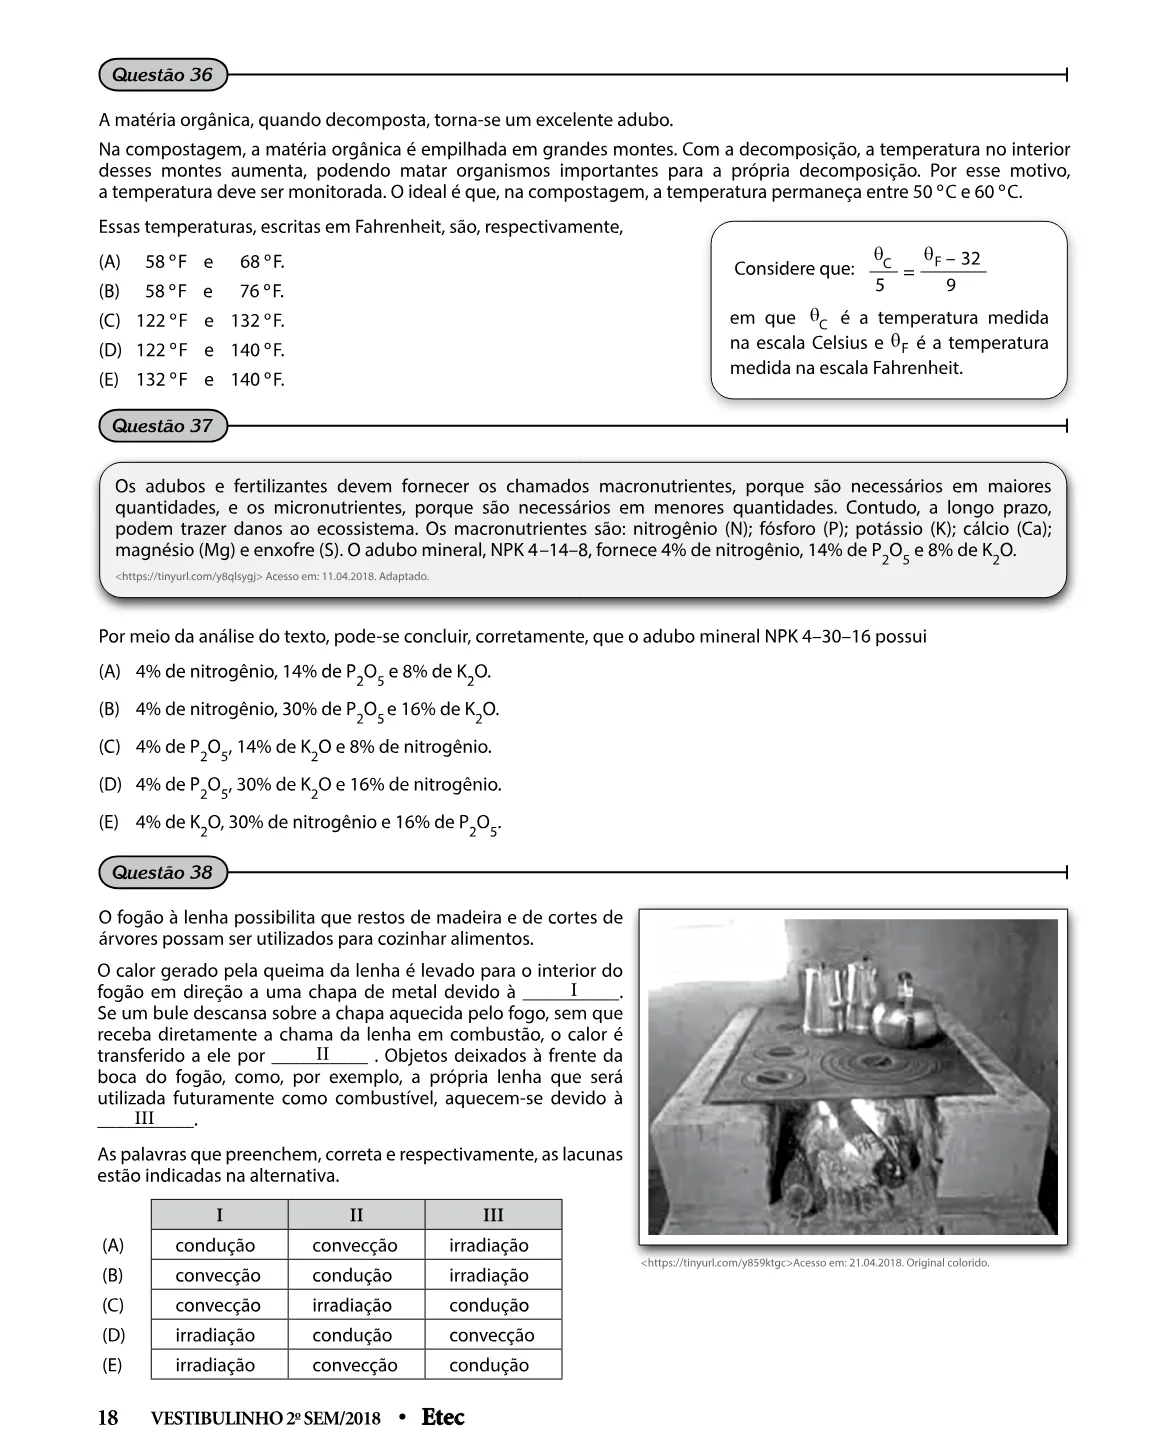 Questão 36
A matéria orgânica, quando decomposta, torna-se um excelente adubo.
Na compostagem, a matéria orgânica é empilhada em grandes montes. Com a decomposição, a temperatura no interior
desses montes aumenta, podendo matar organismos importantes para a própria decomposição. Por esse motivo,
a temperatura deve ser monitorada. O ideal é que, na compostagem, a temperatura permaneça entre 50 ºC e 60 ºC.
Essas temperaturas, escritas em Fahrenheit, são, respectivamente,
(A) 58 ºF e 68 ºF.
(B) 58 ºF e 76 ºF.
(C) 122 ºF e 132 ºF.
(D) 122 ºF e 140 ºF.
(E) 132 ºF e 140 ºF.
Considere que: θC/5 = (θF – 32)/9
em que θC é a temperatura medida
na escala Celsius e θF é a temperatura
medida na escala Fahrenheit.
Questão 37
Os adubos e fertilizantes devem fornecer os chamados macronutrientes, porque são necessários em maiores
quantidades, e os micronutrientes, porque são necessários em menores quantidades. Contudo, a longo prazo,
podem trazer danos ao ecossistema. Os macronutrientes são: nitrogênio (N); fósforo (P); potássio (K); cálcio (Ca);
magnésio (Mg) e enxofre (S). O adubo mineral, NPK 4–14–8, fornece 4% de nitrogênio, 14% de P2O5 e 8% de K2O.
<https://tinyurl.com/y8qlsygj> Acesso em: 11.04.2018. Adaptado.
Por meio da análise do texto, pode-se concluir, corretamente, que o adubo mineral NPK 4–30–16 possui
(A) 4% de nitrogênio, 14% de P2O5 e 8% de K2O.
(B) 4% de nitrogênio, 30% de P2O5 e 16% de K2O.
(C) 4% de P2O5, 14% de K2O e 8% de nitrogênio.
(D) 4% de P2O5, 30% de K2O e 16% de nitrogênio.
(E) 4% de K2O, 30% de nitrogênio e 16% de P2O5.
Questão 38
O fogão à lenha possibilita que restos de madeira e de cortes de
árvores possam ser utilizados para cozinhar alimentos.
O calor gerado pela queima da lenha é levado para o interior do
fogão em direção a uma chapa de metal devido à ____I____.
Se um bule descansa sobre a chapa aquecida pelo fogo, sem que
receba diretamente a chama da lenha em combustão, o calor é
transferido a ele por ____II____ . Objetos deixados à frente da
boca do fogão, como, por exemplo, a própria lenha que será
utilizada futuramente como combustível, aquecem-se devido à
____III____.
As palavras que preenchem, correta e respectivamente, as lacunas
estão indicadas na alternativa.
I II III
(A) condução convecção irradiação
(B) convecção condução irradiação
(C) convecção irradiação condução
(D) irradiação condução convecção
(E) irradiação convecção condução
<https://tinyurl.com/y859ktgc>Acesso em: 21.04.2018. Original colorido.
18 VESTIBULINHO 2º SEM/2018 • Etec